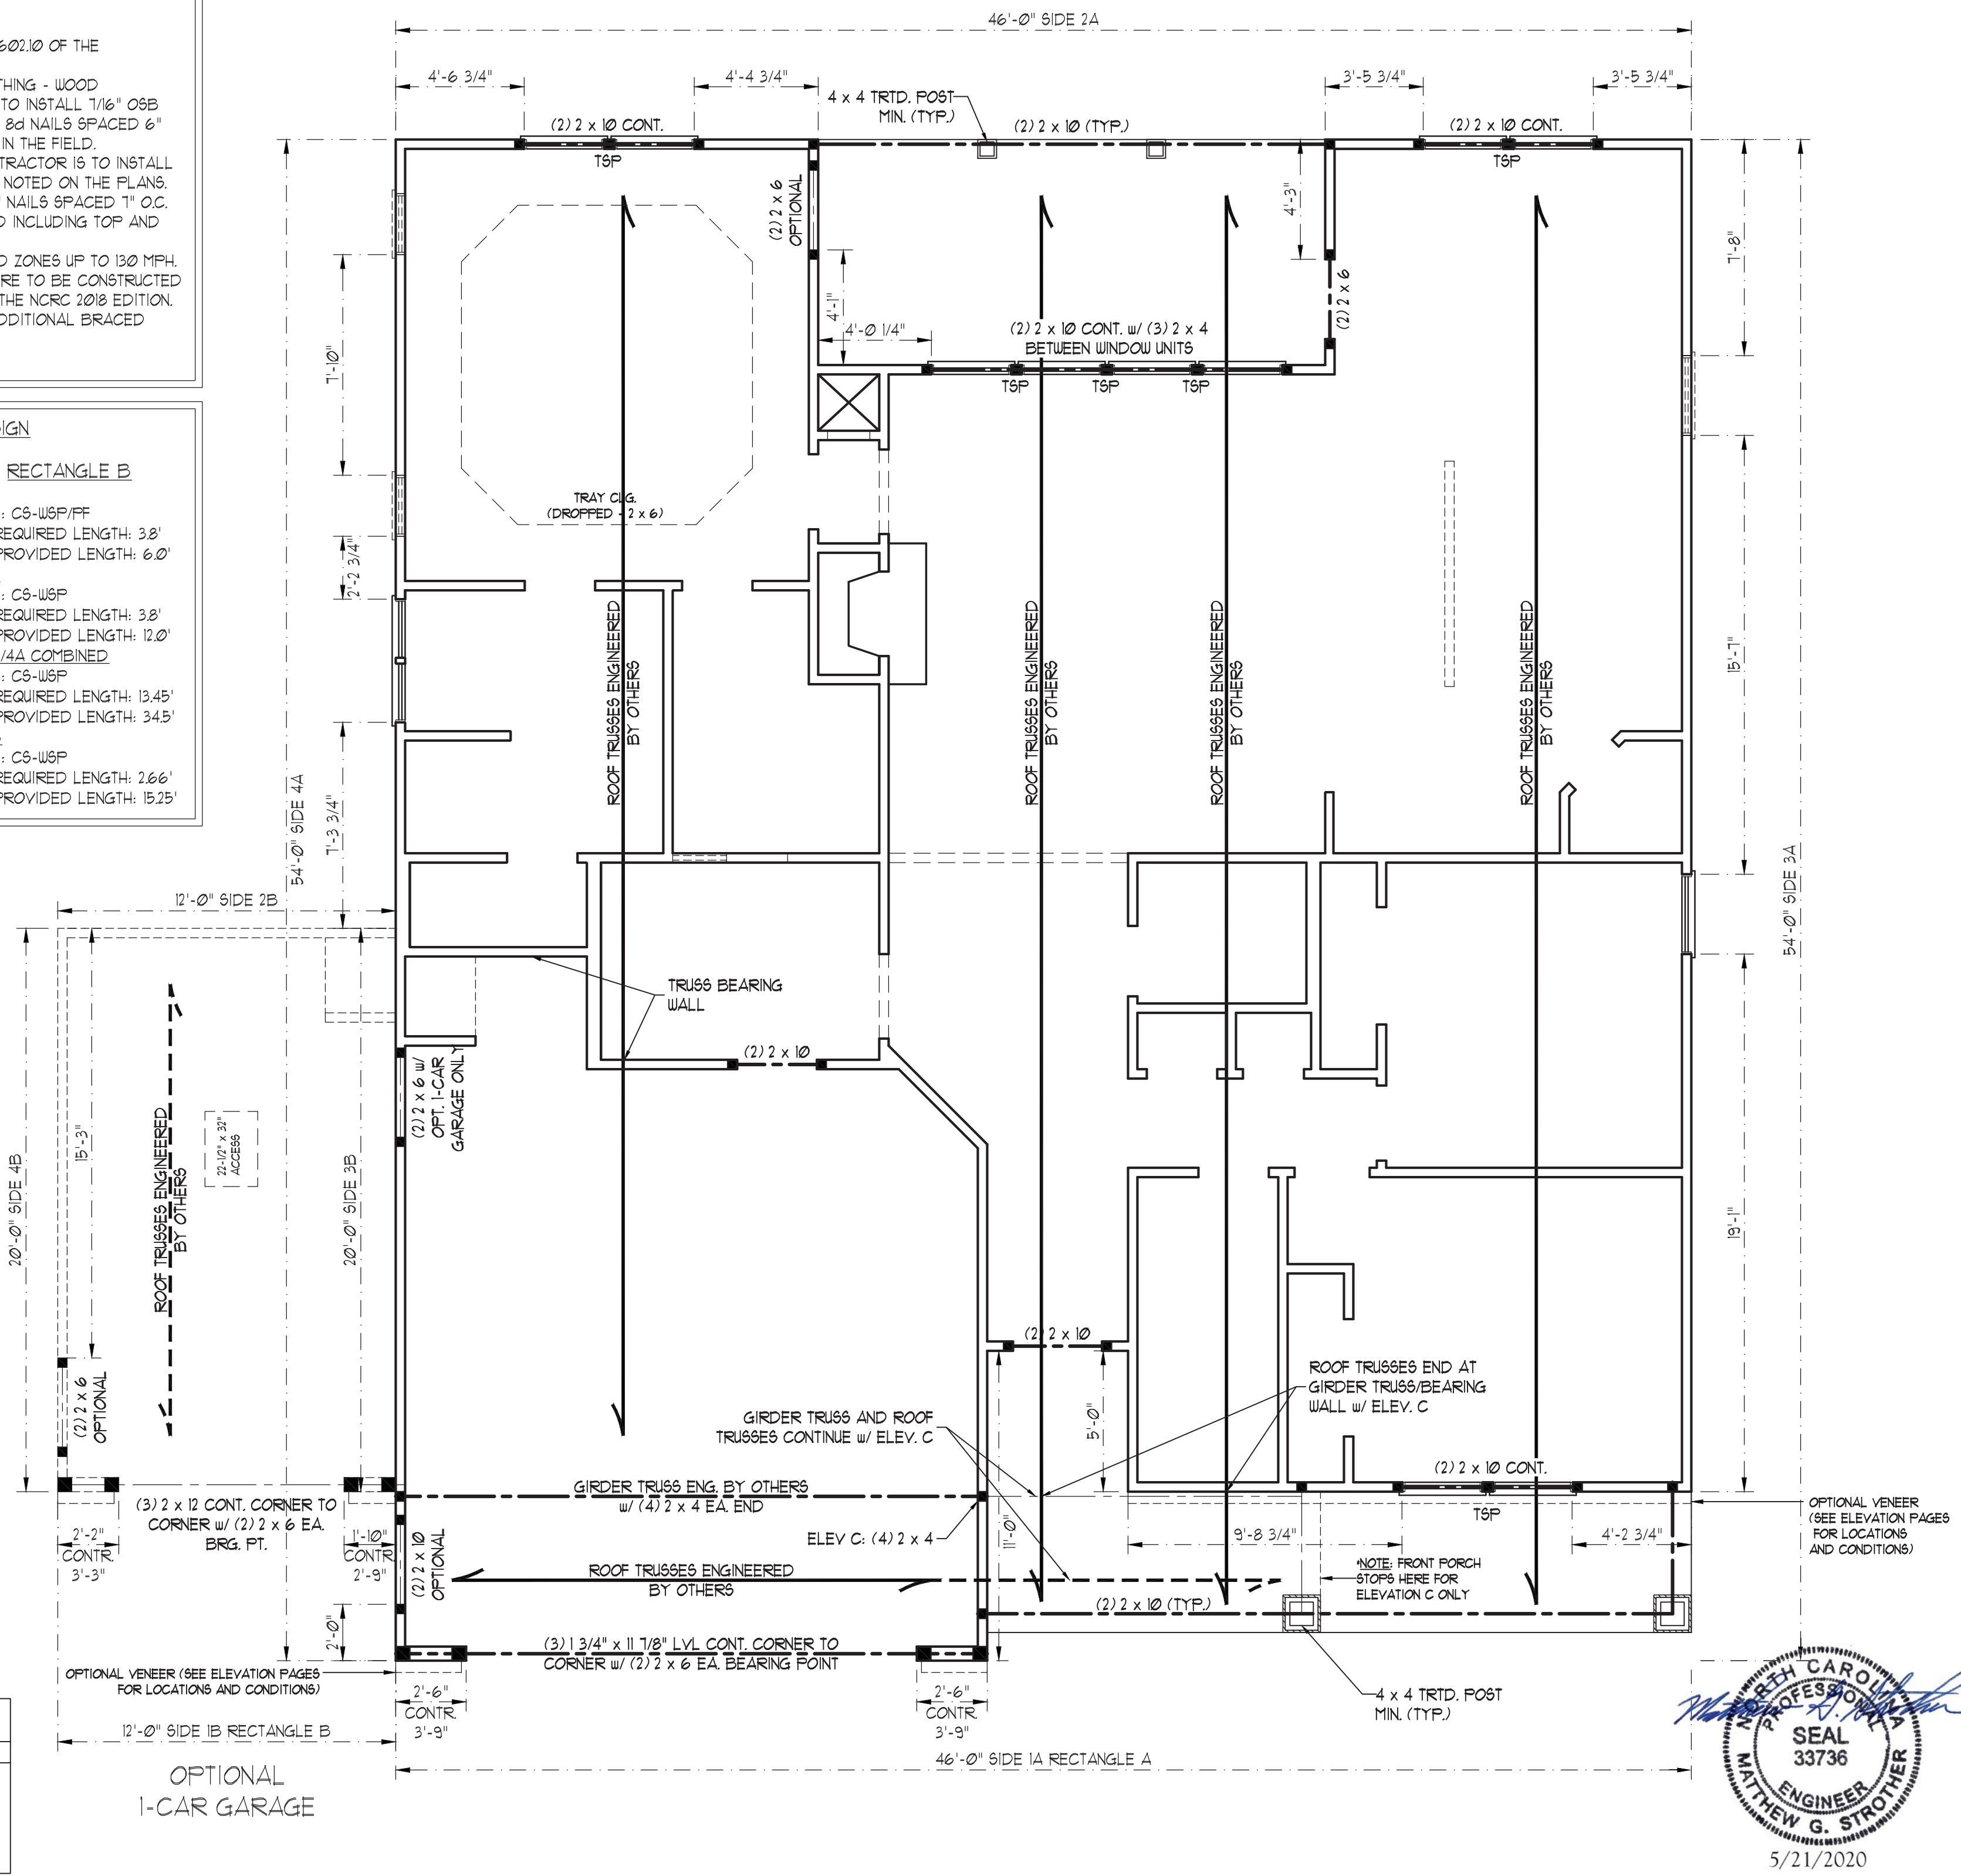 602.10 OF THE
THING - WOOD
TO INSTALL 7/16" OSB
8d NAILS SPACED 6"
IN THE FIELD.
TRACTOR IS TO INSTALL
NOTED ON THE PLANS.
NAILS SPACED 7" O.C.
D INCLUDING TOP AND
D ZONES UP TO 130 MPH.
RE TO BE CONSTRUCTED
THE NCRC 2018 EDITION.
DDITIONAL BRACED
SIGN
RECTANGLE B
: CS-WSP/PF
REQUIRED LENGTH: 3.8'
PROVIDED LENGTH: 6.0'
: CS-WSP
REQUIRED LENGTH: 3.8'
PROVIDED LENGTH: 12.0'
/4A COMBINED
: CS-WSP
REQUIRED LENGTH: 13.45'
PROVIDED LENGTH: 34.5'
: CS-WSP
REQUIRED LENGTH: 2.66'
PROVIDED LENGTH: 15.25'
46'-0" SIDE 2A
4'-6 3/4"
4'-4 3/4"
3'-5 3/4"
3'-5 3/4"
4 x 4 TRTD. POST
MIN. (TYP.)
(2) 2 x 10 CONT.
TSP
(2) 2 x 10 (TYP.)
(2) 2 x 10 CONT.
TSP
(2) 2 x 6
OPTIONAL
4'-3"
7'-8"
4'-1"
4'-0 1/4"
(2) 2 x 6
(2) 2 x 10 CONT. w/ (3) 2 x 4
BETWEEN WINDOW UNITS
TSP
TSP
TSP
7'-10"
TRAY CLG.
(DROPPED - 2 x 6)
2'-2 3/4"
ROOF TRUSSES ENGINEERED
BY OTHERS
ROOF TRUSSES ENGINEERED
BY OTHERS
ROOF TRUSSES ENGINEERED
BY OTHERS
ROOF TRUSSES ENGINEERED
BY OTHERS
15'-7"
54'-0" SIDE 4A
7'-3 3/4"
54'-0" SIDE 3A
12'-0" SIDE 2B
TRUSS BEARING
WALL
(2) 2 x 10
(2) 2 x 6 w/
OPT. 1-CAR
GARAGE ONLY
15'-3"
ROOF TRUSSES ENGINEERED
BY OTHERS
22-1/2" x 32"
ACCESS
20'-0" SIDE 4B
20'-0" SIDE 3B
19'-1"
(2) 2 x 10
5'-0"
ROOF TRUSSES END AT
GIRDER TRUSS/BEARING
WALL w/ ELEV. C
(2) 2 x 6
OPTIONAL
GIRDER TRUSS AND ROOF
TRUSSES CONTINUE w/ ELEV. C
(2) 2 x 10 CONT.
TSP
GIRDER TRUSS ENG. BY OTHERS
w/ (4) 2 x 4 EA. END
(3) 2 x 12 CONT. CORNER TO
CORNER w/ (2) 2 x 6 EA.
BRG. PT.
2'-2"
CONTR.
3'-3"
1'-10"
CONTR.
2'-9"
(2) 2 x 10
OPTIONAL
ELEV C: (4) 2 x 4
11'-0"
9'-8 3/4"
4'-2 3/4"
OPTIONAL VENEER
(SEE ELEVATION PAGES
FOR LOCATIONS
AND CONDITIONS)
ROOF TRUSSES ENGINEERED
BY OTHERS
*NOTE: FRONT PORCH
STOPS HERE FOR
ELEVATION C ONLY
(2) 2 x 10 (TYP.)
2'-0"
(3) 1 3/4" x 11 7/8" LVL CONT. CORNER TO
CORNER w/ (2) 2 x 6 EA. BEARING POINT
OPTIONAL VENEER (SEE ELEVATION PAGES
FOR LOCATIONS AND CONDITIONS)
2'-6"
CONTR.
3'-9"
2'-6"
CONTR.
3'-9"
4 x 4 TRTD. POST
MIN. (TYP.)
12'-0" SIDE 1B RECTANGLE B
46'-0" SIDE 1A RECTANGLE A
OPTIONAL
1-CAR GARAGE
NORTH CAROLINA
PROFESSIONAL
SEAL
33736
ENGINEER
MATTHEW G. STROTHER
5/21/2020